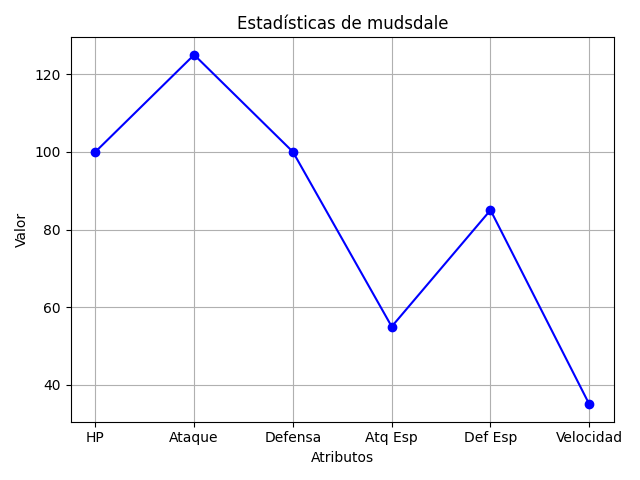 Estadísticas de mudsdale
Valor
120
100
80
60
40
HP Ataque Defensa Atq Esp Def Esp Velocidad
Atributos